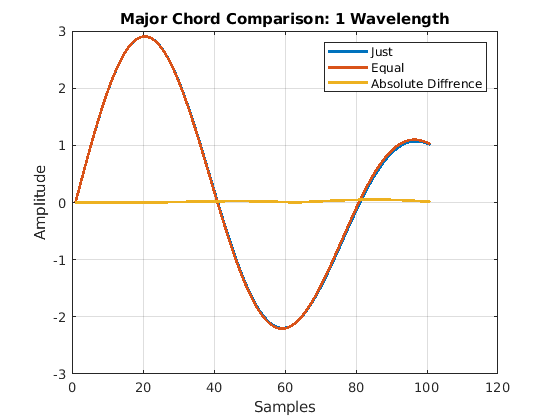 Major Chord Comparison: 1 Wavelength
Just
Equal
Absolute Diffrence
Amplitude
3
2
1
0
-1
-2
-3
0 20 40 60 80 100 120
Samples